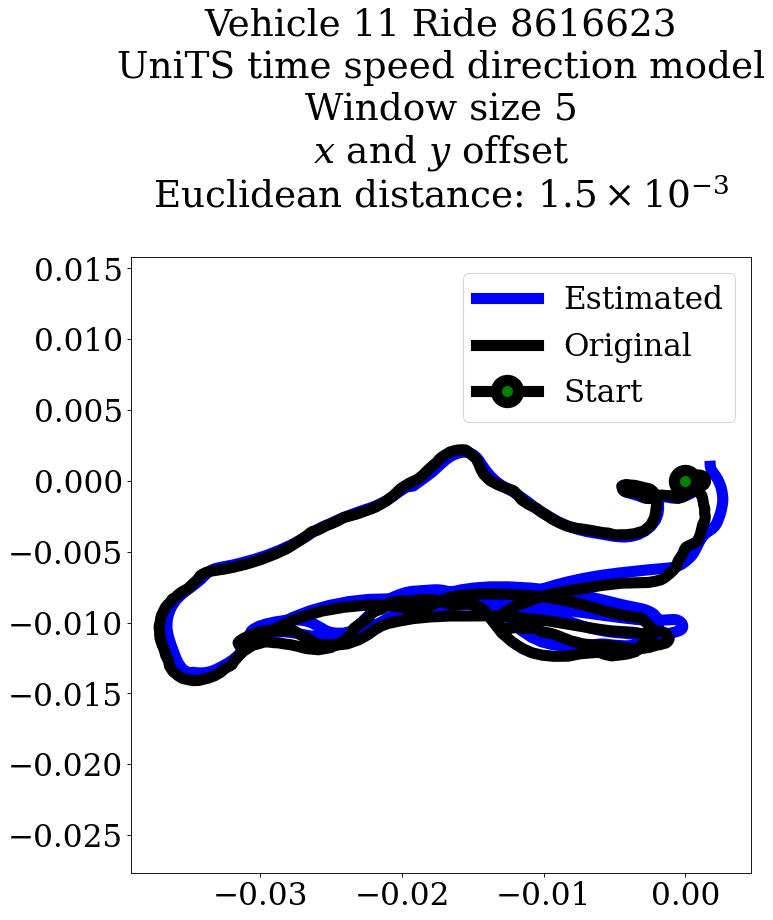 Vehicle 11 Ride 8616623
UniTS time speed direction model
Window size 5
x and y offset
Euclidean distance: 1.5 × 10⁻³
Estimated
Original
Start
0.015
0.010
0.005
0.000
−0.005
−0.010
−0.015
−0.020
−0.025
−0.03 −0.02 −0.01 0.00